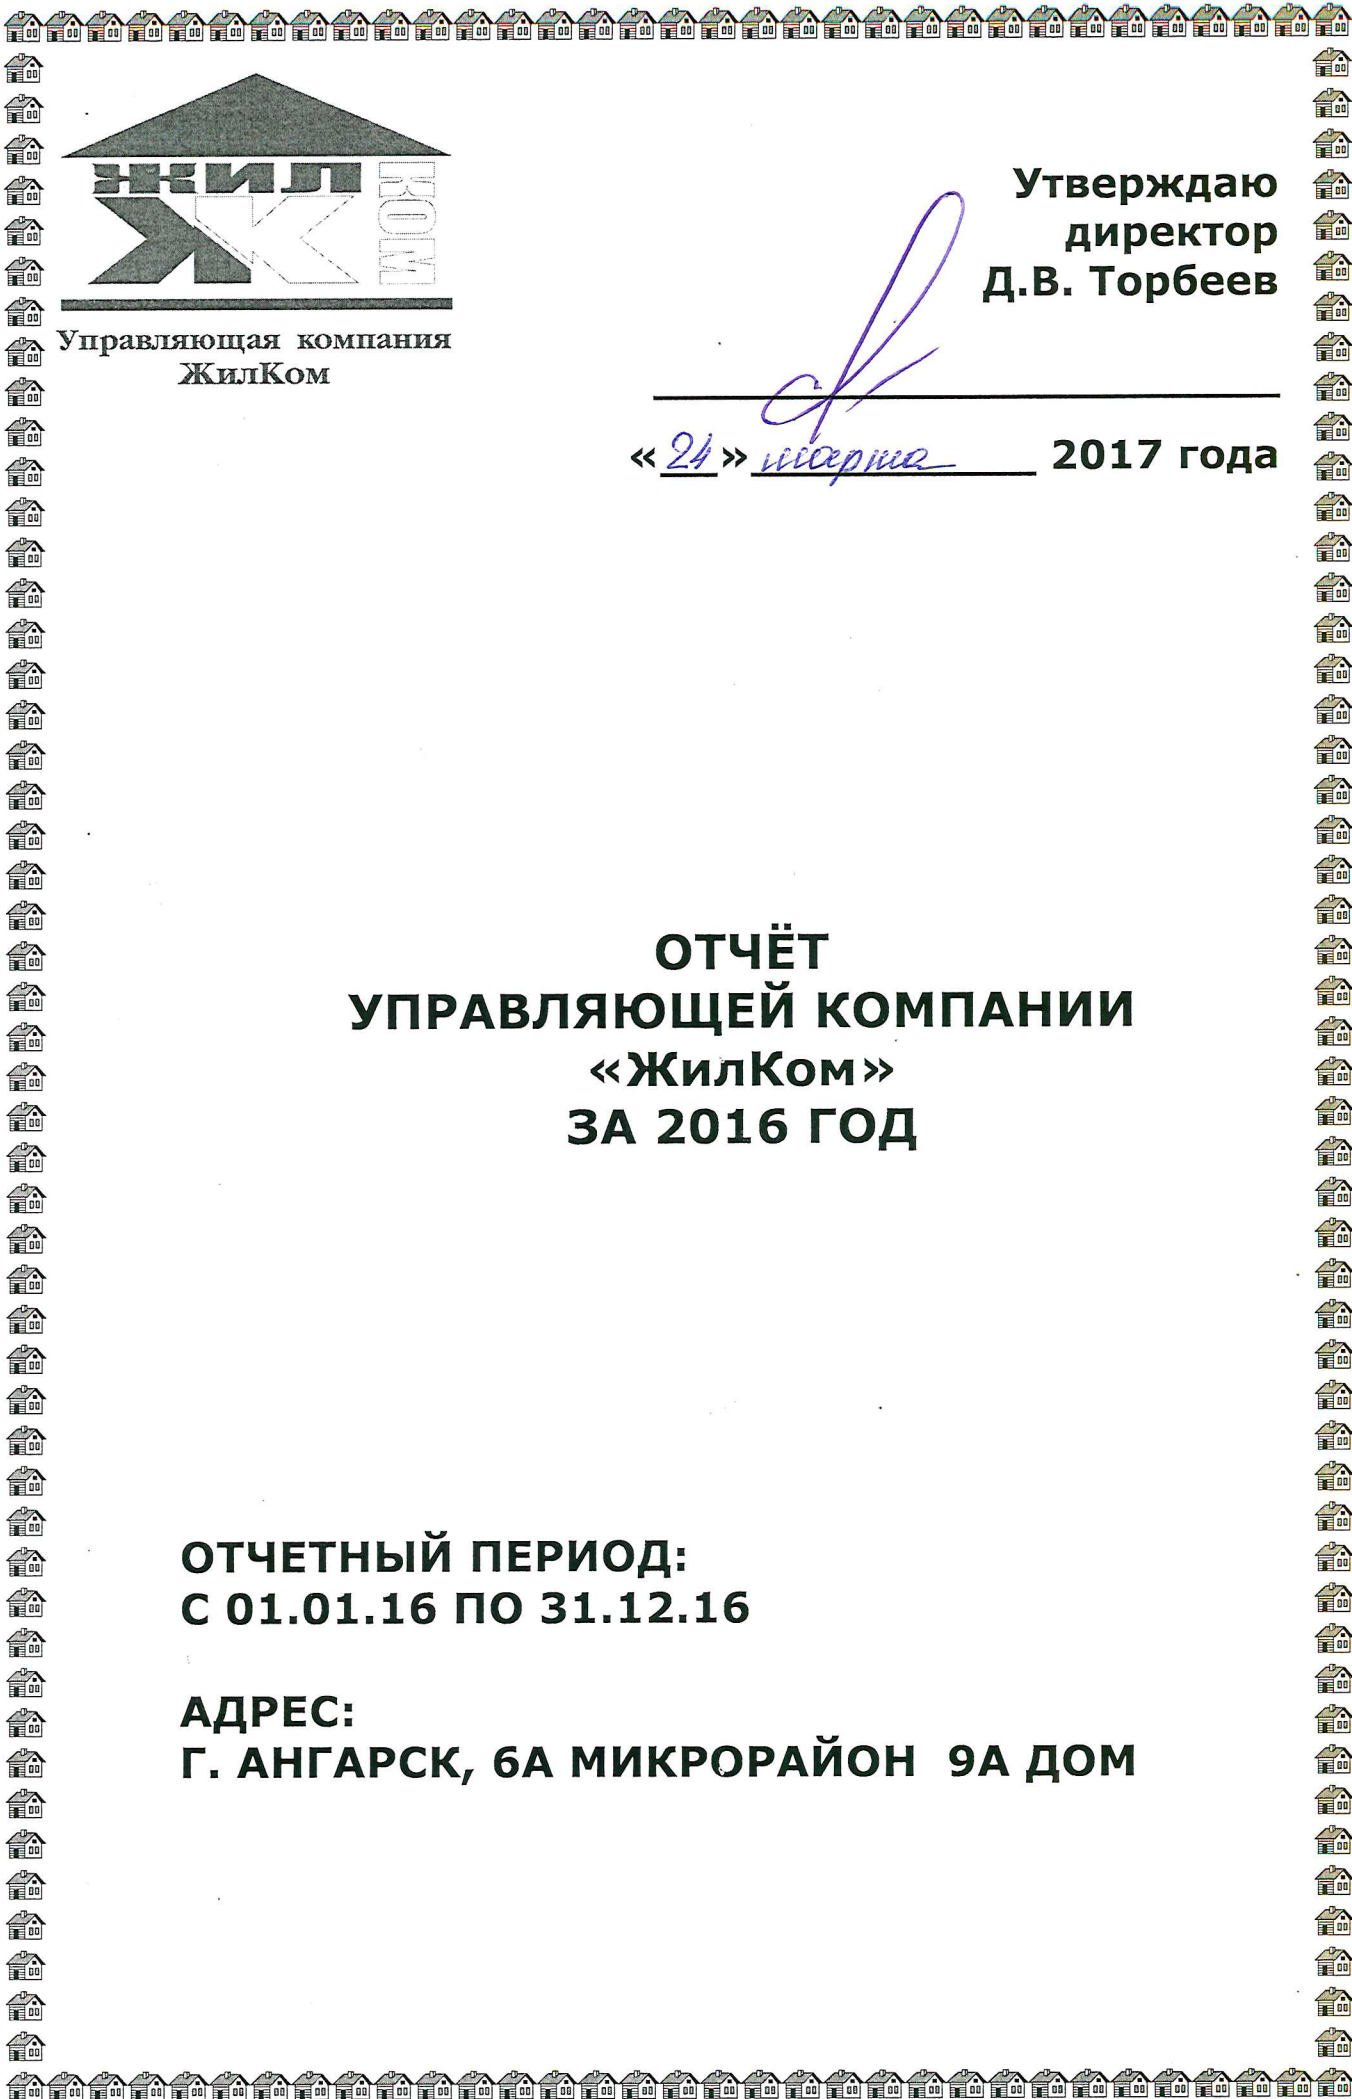 ЖИЛ
КОМ
ЖК
Управляющая компания
ЖилКом
Утверждаю
директор
Д.В. Торбеев
«24» марта 2017 года
ОТЧЁТ
УПРАВЛЯЮЩЕЙ КОМПАНИИ
«ЖилКом»
ЗА 2016 ГОД
ОТЧЕТНЫЙ ПЕРИОД:
С 01.01.16 ПО 31.12.16
АДРЕС:
Г. АНГАРСК, 6А МИКРОРАЙОН 9А ДОМ